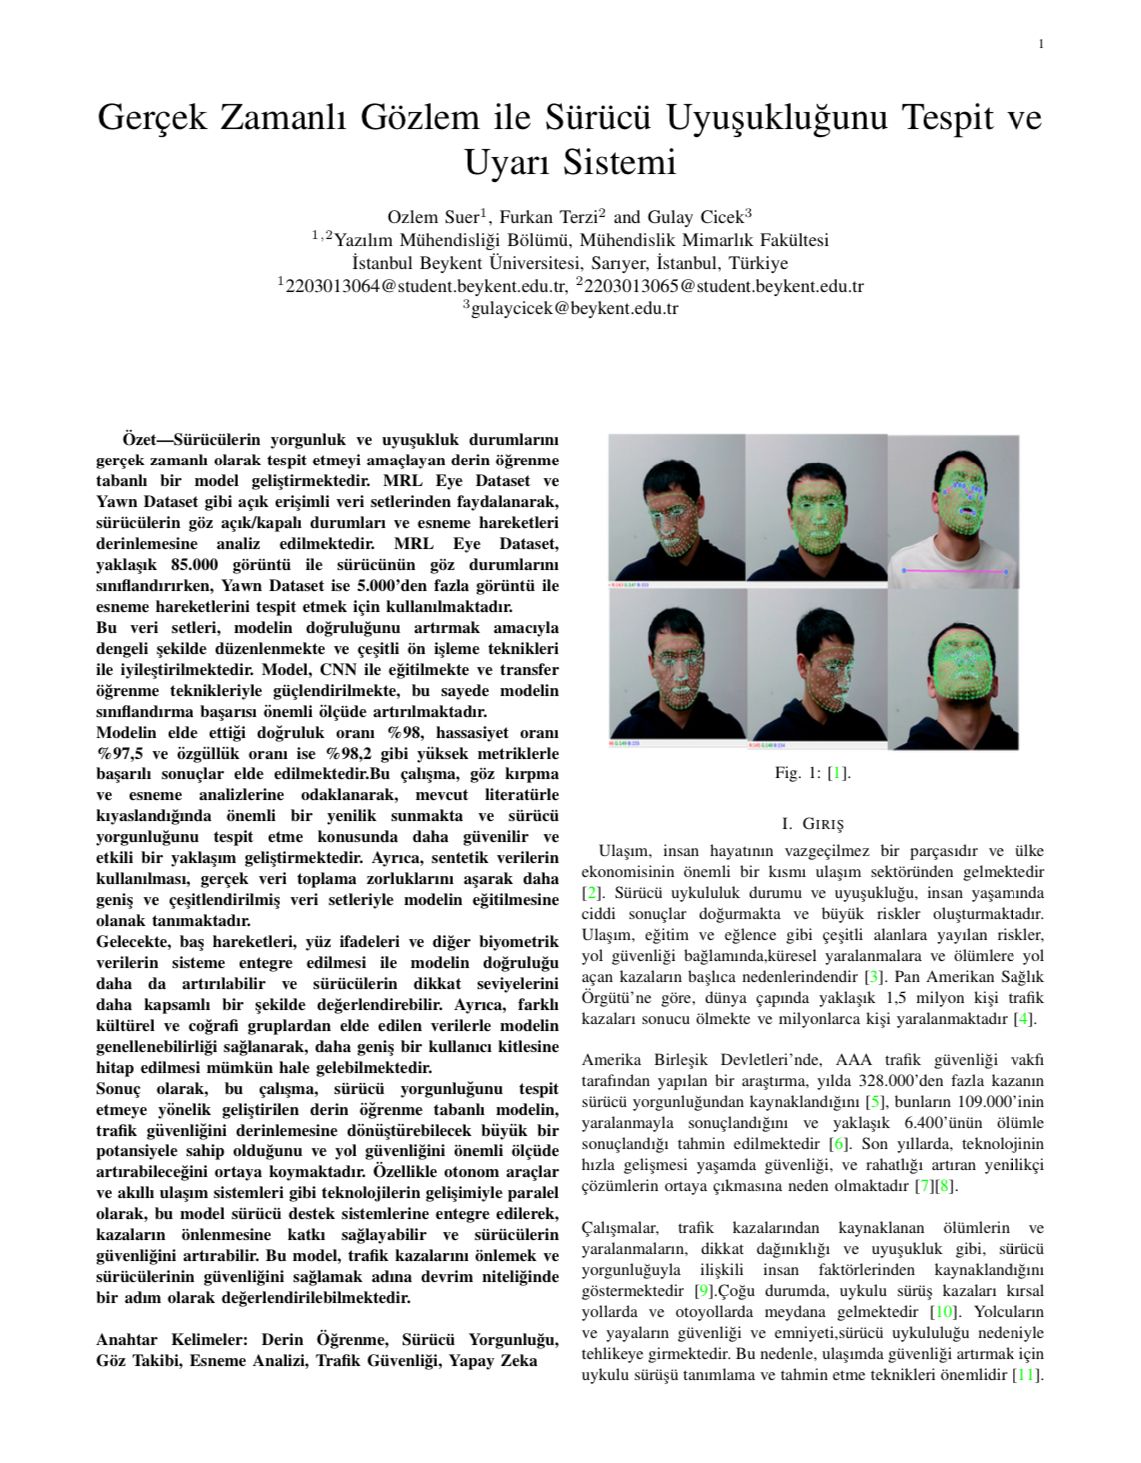 1
Gerçek Zamanlı Gözlem ile Sürücü Uyuşukluğunu Tespit ve
Uyarı Sistemi
Ozlem Suer1, Furkan Terzi2 and Gulay Cicek3
1,2Yazılım Mühendisliği Bölümü, Mühendislik Mimarlık Fakültesi
İstanbul Beykent Üniversitesi, Sarıyer, İstanbul, Türkiye
12203013064@student.beykent.edu.tr, 22203013065@student.beykent.edu.tr
3gulaycicek@beykent.edu.tr
Özet—Sürücülerin yorgunluk ve uyuşukluk durumlarını
gerçek zamanlı olarak tespit etmeyi amaçlayan derin öğrenme
tabanlı bir model geliştirmektedir. MRL Eye Dataset ve
Yawn Dataset gibi açık erişimli veri setlerinden faydalanarak,
sürücülerin göz açık/kapalı durumları ve esneme hareketleri
derinlemesine analiz edilmektedir. MRL Eye Dataset,
yaklaşık 85.000 görüntü ile sürücünün göz durumlarını
sınıflandırırken, Yawn Dataset ise 5.000'den fazla görüntü ile
esneme hareketlerini tespit etmek için kullanılmaktadır.
Bu veri setleri, modelin doğruluğunu artırmak amacıyla
dengeli şekilde düzenlenmekte ve çeşitli ön işleme teknikleri
ile iyileştirilmektedir. Model, CNN ile eğitilmekte ve transfer
öğrenme teknikleriyle güçlendirilmekte, bu sayede modelin
sınıflandırma başarısı önemli ölçüde artırılmaktadır.
Modelin elde ettiği doğruluk oranı %98, hassasiyet oranı
%97,5 ve özgüllük oranı ise %98,2 gibi yüksek metriklerle
başarılı sonuçlar elde edilmektedir.Bu çalışma, göz kırpma
ve esneme analizlerine odaklanarak, mevcut literatürle
kıyaslandığında önemli bir yenilik sunmakta ve sürücü
yorgunluğunu tespit etme konusunda daha güvenilir ve
etkili bir yaklaşım geliştirmektedir. Ayrıca, sentetik verilerin
kullanılması, gerçek veri toplama zorluklarını aşarak daha
geniş ve çeşitlendirilmiş veri setleriyle modelin eğitilmesine
olanak tanımaktadır.
Gelecekte, baş hareketleri, yüz ifadeleri ve diğer biyometrik
verilerin sisteme entegre edilmesi ile modelin doğruluğu
daha da artırılabilir ve sürücülerin dikkat seviyelerini
daha kapsamlı bir şekilde değerlendirebilir. Ayrıca, farklı
kültürel ve coğrafi gruplardan elde edilen verilerle modelin
genellenebilirliği sağlanarak, daha geniş bir kullanıcı kitlesine
hitap edilmesi mümkün hale gelebilmektedir.
Sonuç olarak, bu çalışma, sürücü yorgunluğunu tespit
etmeye yönelik geliştirilen derin öğrenme tabanlı modelin,
trafik güvenliğini derinlemesine dönüştürebilecek büyük bir
potansiyele sahip olduğunu ve yol güvenliğini önemli ölçüde
artırabileceğini ortaya koymaktadır. Özellikle otonom araçlar
ve akıllı ulaşım sistemleri gibi teknolojilerin gelişimiyle paralel
olarak, bu model sürücü destek sistemlerine entegre edilerek,
kazaların önlenmesine katkı sağlayabilir ve sürücülerin
güvenliğini artırabilir. Bu model, trafik kazalarını önlemek ve
sürücülerinin güvenliğini sağlamak adına devrim niteliğinde
bir adım olarak değerlendirilebilmektedir.
Anahtar Kelimeler: Derin Öğrenme, Sürücü Yorgunluğu,
Göz Takibi, Esneme Analizi, Trafik Güvenliği, Yapay Zeka
Fig. 1: [1].
I. GIRIŞ
Ulaşım, insan hayatının vazgeçilmez bir parçasıdır ve ülke
ekonomisinin önemli bir kısmı ulaşım sektöründen gelmektedir
[2]. Sürücü uykululuk durumu ve uyuşukluğu, insan yaşamında
ciddi sonuçlar doğurmakta ve büyük riskler oluşturmaktadır.
Ulaşım, eğitim ve eğlence gibi çeşitli alanlara yayılan riskler,
yol güvenliği bağlamında,küresel yaralanmalara ve ölümlere yol
açan kazaların başlıca nedenlerindendir [3]. Pan Amerikan Sağlık
Örgütü'ne göre, dünya çapında yaklaşık 1,5 milyon kişi trafik
kazaları sonucu ölmekte ve milyonlarca kişi yaralanmaktadır [4].
Amerika Birleşik Devletleri'nde, AAA trafik güvenliği vakfı
tarafından yapılan bir araştırma, yılda 328.000'den fazla kazanın
sürücü yorgunluğundan kaynaklandığını [5], bunların 109.000'inin
yaralanmayla sonuçlandığını ve yaklaşık 6.400'ünün ölümle
sonuçlandığı tahmin edilmektedir [6]. Son yıllarda, teknolojinin
hızla gelişmesi yaşamda güvenliği, ve rahatlığı artıran yenilikçi
çözümlerin ortaya çıkmasına neden olmaktadır [7][8].
Çalışmalar, trafik kazalarından kaynaklanan ölümlerin ve
yaralanmaların, dikkat dağınıklığı ve uyuşukluk gibi, sürücü
yorgunluğuyla ilişkili insan faktörlerinden kaynaklandığını
göstermektedir [9].Çoğu durumda, uykulu sürüş kazaları kırsal
yollarda ve otoyollarda meydana gelmektedir [10]. Yolcuların
ve yayaların güvenliği ve emniyeti,sürücü uykululuğu nedeniyle
tehlikeye girmektedir. Bu nedenle, ulaşımda güvenliği artırmak için
uykulu sürüşü tanımlama ve tahmin etme teknikleri önemlidir [11].